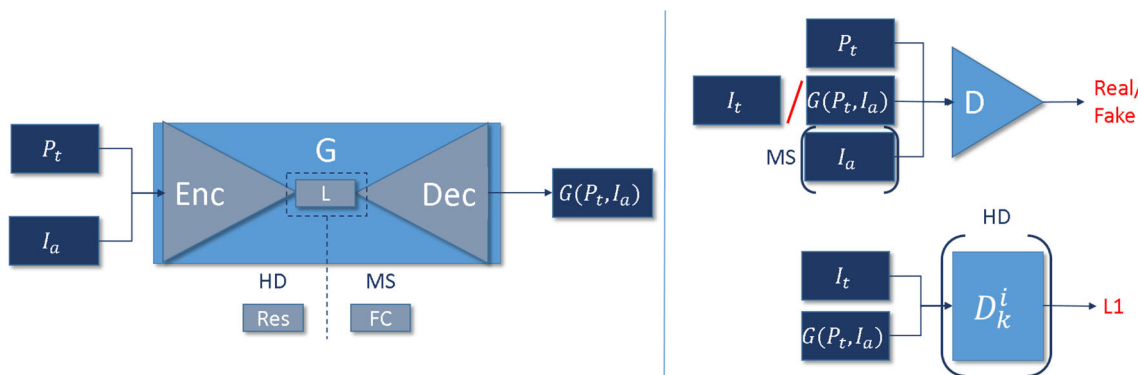 P_t
I_a
Enc
G
L
Dec
G(P_t, I_a)
HD
MS
Res
FC
P_t
I_t
/
G(P_t, I_a)
MS
I_a
D
Real/
Fake
HD
I_t
G(P_t, I_a)
D_k^i
L1